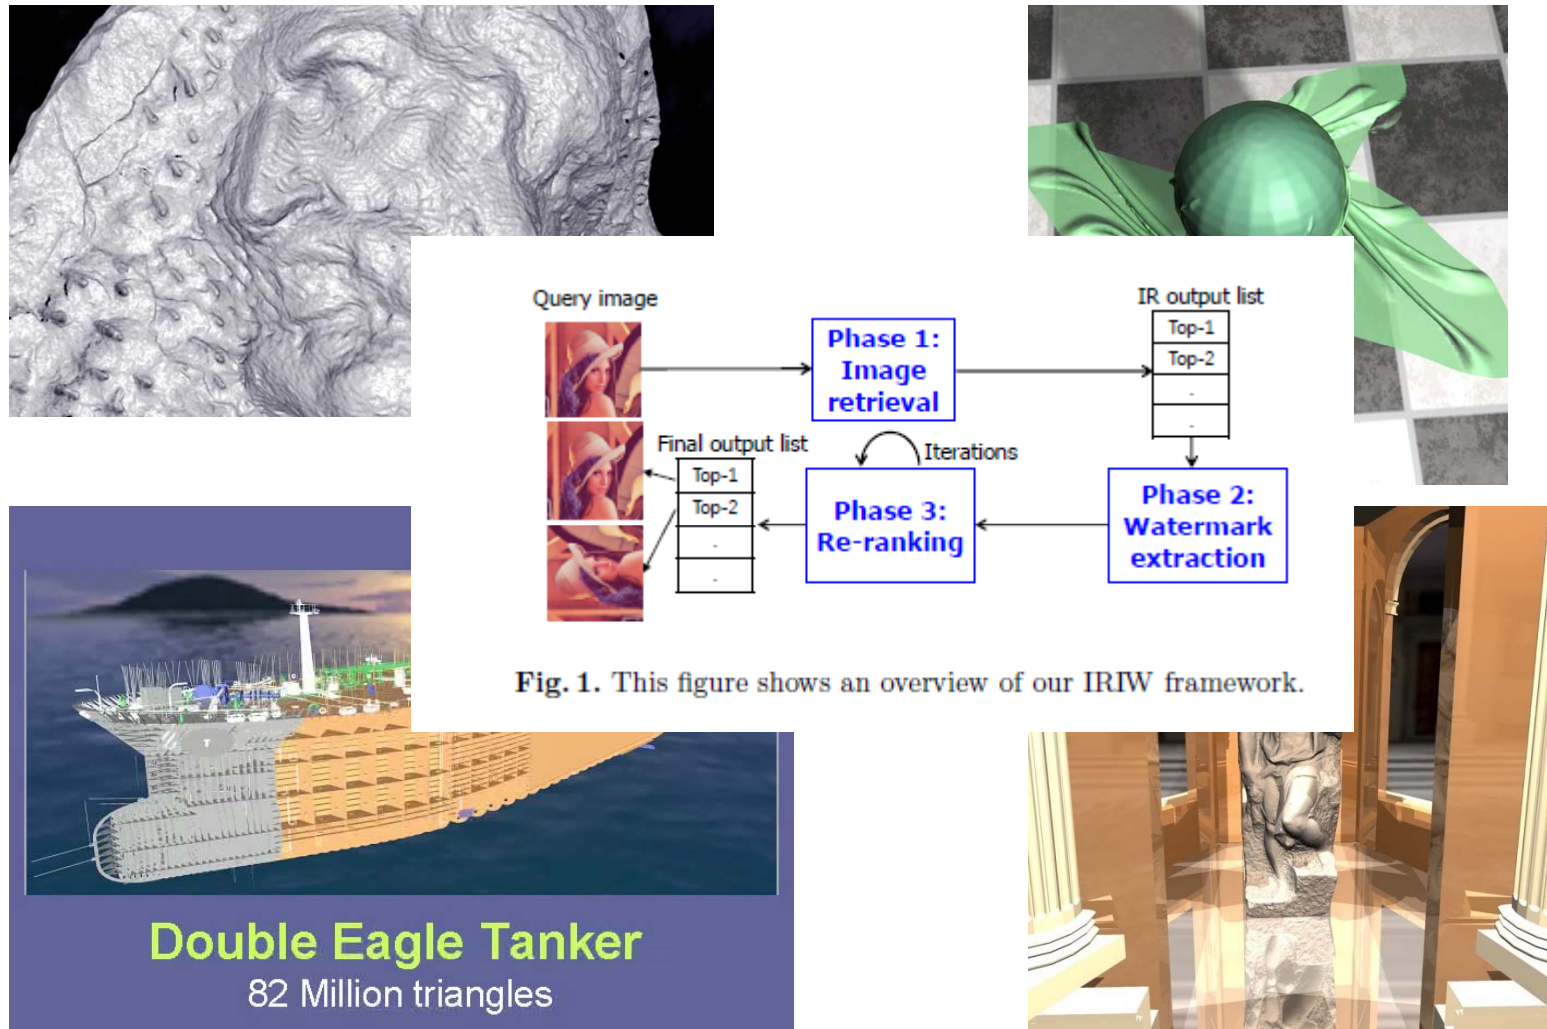 Query image
IR output list
Top-1
Top-2
-
-
Phase 1:
Image
retrieval
Final output list
Top-1
Top-2
-
-
Iterations
Phase 3:
Re-ranking
Phase 2:
Watermark
extraction
Fig. 1. This figure shows an overview of our IRIW framework.
Double Eagle Tanker
82 Million triangles